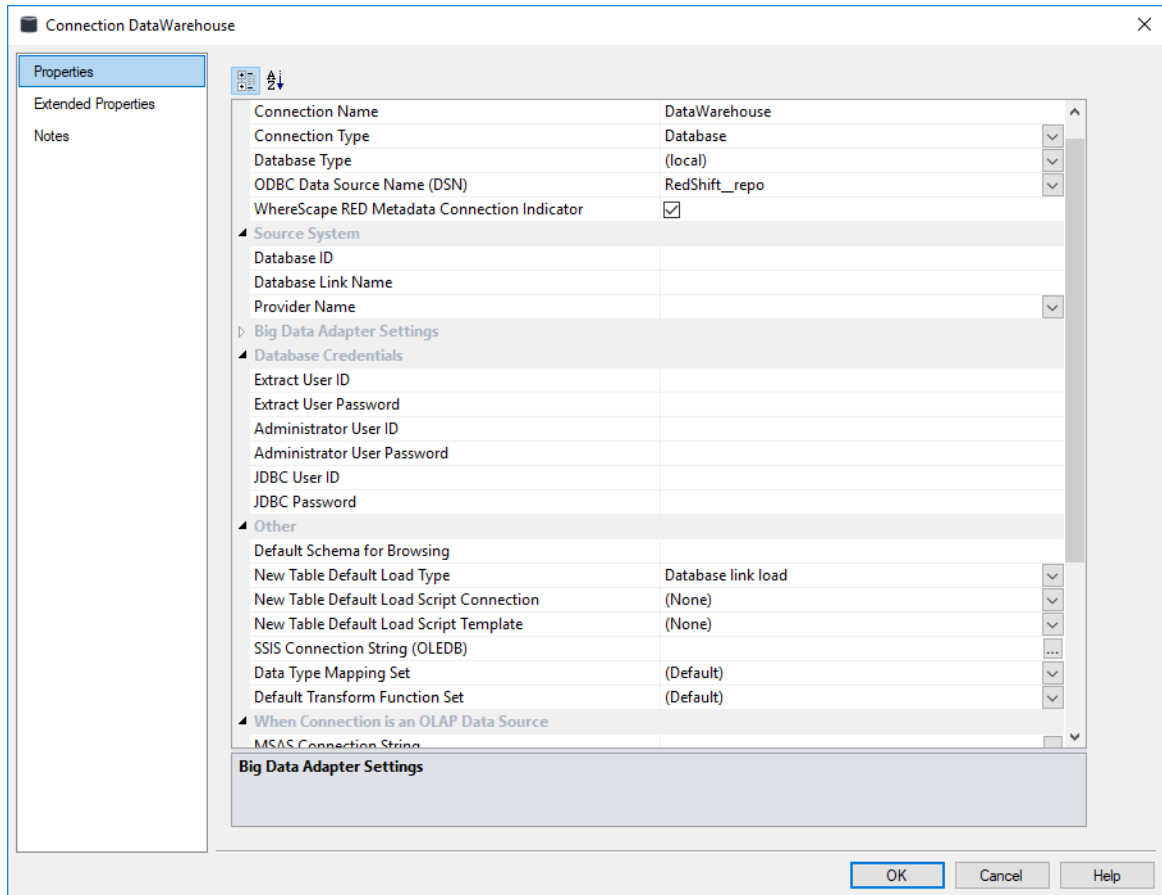 Connection DataWarehouse
Properties
Extended Properties
Notes
Connection Name DataWarehouse
Connection Type Database
Database Type (local)
ODBC Data Source Name (DSN) RedShift__repo
WhereScape RED Metadata Connection Indicator
Source System
Database ID
Database Link Name
Provider Name
Big Data Adapter Settings
Database Credentials
Extract User ID
Extract User Password
Administrator User ID
Administrator User Password
JDBC User ID
JDBC Password
Other
Default Schema for Browsing
New Table Default Load Type Database link load
New Table Default Load Script Connection (None)
New Table Default Load Script Template (None)
SSIS Connection String (OLEDB) ...
Data Type Mapping Set (Default)
Default Transform Function Set (Default)
When Connection is an OLAP Data Source
MSAS Connection String
Big Data Adapter Settings
OK Cancel Help